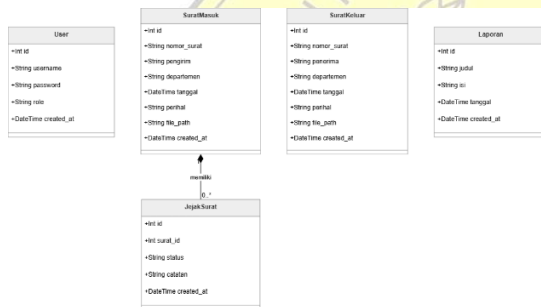 User
+Int id
+String username
+String password
+String role
+DateTime created_at
SuratMasuk
+Int id
+String nomor_surat
+String pengirim
+String departemen
+DateTime tanggal
+String perihal
+String file_path
+DateTime created_at
SuratKeluar
+Int id
+String nomor_surat
+String penerima
+String departemen
+DateTime tanggal
+String perihal
+String file_path
+DateTime created_at
Laporan
+Int id
+String judul
+String isi
+DateTime tanggal
+DateTime created_at
memiliki
0..*
JejakSurat
+Int id
+Int surat_id
+String status
+String catatan
+DateTime created_at